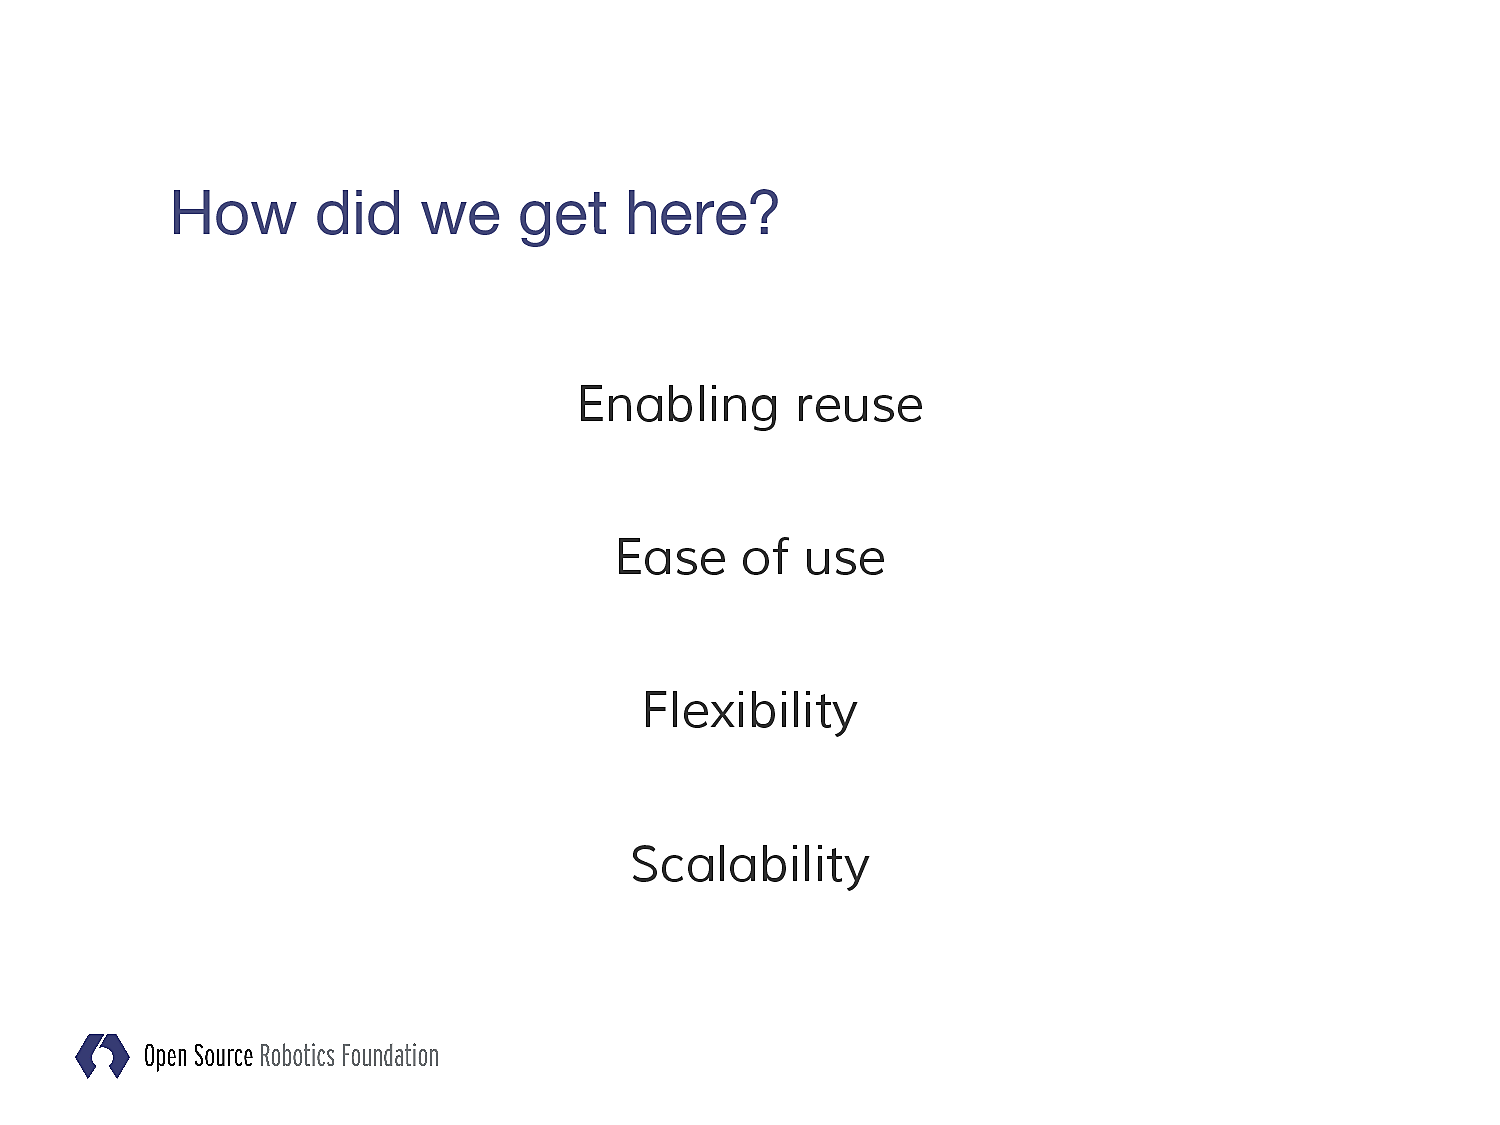 How did we get here?
Enabling reuse
Ease of use
Flexibility
Scalability
Open Source Robotics Foundation